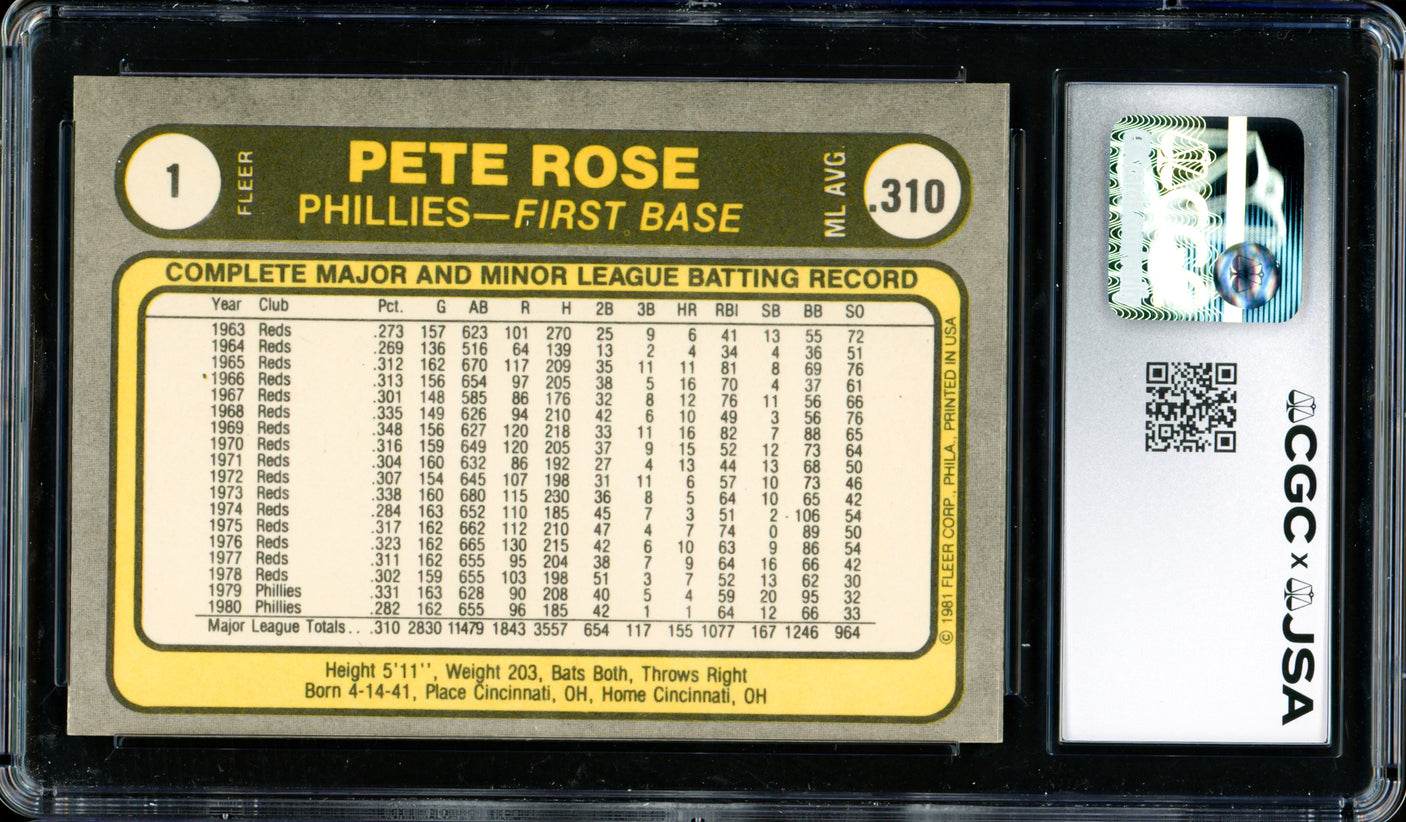 1
FLEER
PETE ROSE
PHILLIES—FIRST BASE
ML AVG.
.310
COMPLETE MAJOR AND MINOR LEAGUE BATTING RECORD
Year Club Pct. G AB R H 2B 3B HR RBI SB BB SO
1963 Reds .273 157 623 101 270 25 9 6 41 13 55 72
1964 Reds .269 136 516 64 139 13 2 4 34 4 36 51
1965 Reds .312 162 670 117 209 35 11 11 81 8 69 76
1966 Reds .313 156 654 97 205 38 5 16 70 4 37 61
1967 Reds .301 148 585 86 176 32 8 12 76 11 56 66
1968 Reds .335 149 626 94 210 42 6 10 49 3 56 76
1969 Reds .348 156 627 120 218 33 11 16 82 7 88 65
1970 Reds .316 159 649 120 205 37 9 15 52 12 73 64
1971 Reds .304 160 632 86 192 27 4 13 44 13 68 50
1972 Reds .307 154 645 107 198 31 11 6 57 10 73 46
1973 Reds .338 160 680 115 230 36 8 5 64 10 65 42
1974 Reds .284 163 652 110 185 45 7 3 51 2 106 54
1975 Reds .317 162 662 112 210 47 4 7 74 0 89 50
1976 Reds .323 162 665 130 215 42 6 10 63 9 86 54
1977 Reds .311 162 655 95 204 38 7 9 64 16 66 42
1978 Reds .302 159 655 103 198 51 3 7 52 13 62 30
1979 Phillies .331 163 628 90 208 40 5 4 59 20 95 32
1980 Phillies .282 162 655 96 185 42 1 1 64 12 66 33
Major League Totals... .310 2830 11479 1843 3557 654 117 155 1077 167 1246 964
Height 5'11'', Weight 203, Bats Both, Throws Right
Born 4-14-41, Place Cincinnati, OH, Home Cincinnati, OH
© 1981 FLEER CORP., PHILA., PRINTED IN USA
CGC x JSA